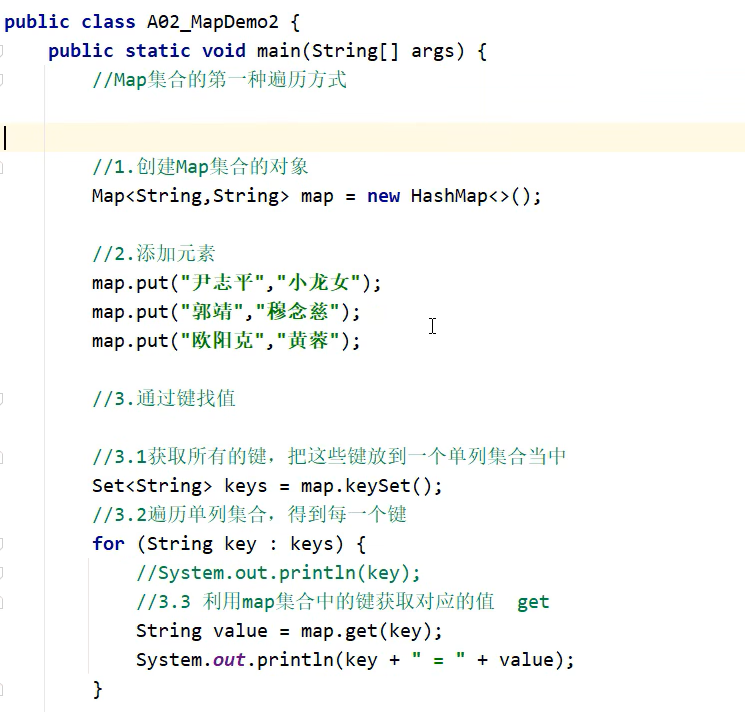 public class A02_MapDemo2 {
public static void main(String[] args) {
//Map集合的第一种遍历方式
//1.创建Map集合的对象
Map<String,String> map = new HashMap<>();
//2.添加元素
map.put("尹志平","小龙女");
map.put("郭靖","穆念慈");
map.put("欧阳克","黄蓉");
//3.通过键找值
//3.1获取所有的键，把这些键放到一个单列集合当中
Set<String> keys = map.keySet();
//3.2遍历单列集合，得到每一个键
for (String key : keys) {
//System.out.println(key);
//3.3 利用map集合中的键获取对应的值  get
String value = map.get(key);
System.out.println(key + " = " + value);
}